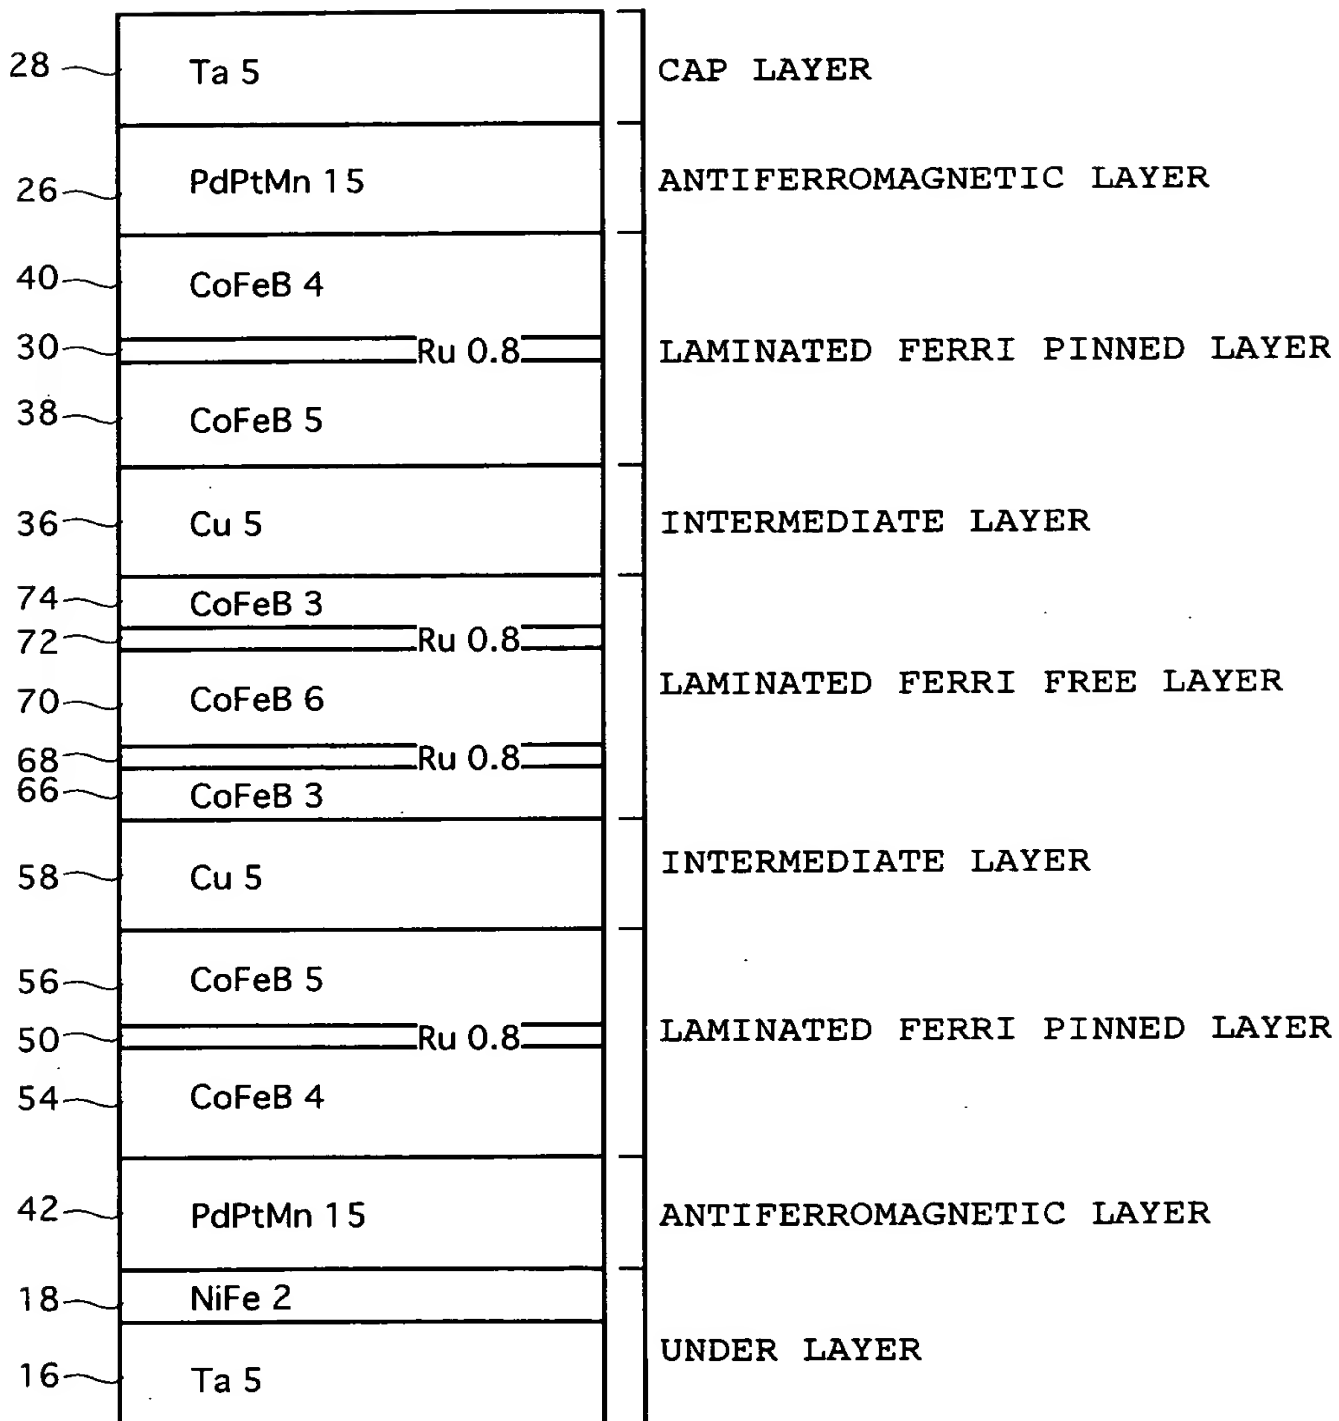 28 Ta 5 CAP LAYER
26 PdPtMn 15 ANTIFERROMAGNETIC LAYER
40 CoFeB 4
30 Ru 0.8 LAMINATED FERRI PINNED LAYER
38 CoFeB 5
36 Cu 5 INTERMEDIATE LAYER
74 CoFeB 3
72 Ru 0.8
70 CoFeB 6 LAMINATED FERRI FREE LAYER
68 Ru 0.8
66 CoFeB 3
58 Cu 5 INTERMEDIATE LAYER
56 CoFeB 5
50 Ru 0.8 LAMINATED FERRI PINNED LAYER
54 CoFeB 4
42 PdPtMn 15 ANTIFERROMAGNETIC LAYER
18 NiFe 2
UNDER LAYER
16 Ta 5